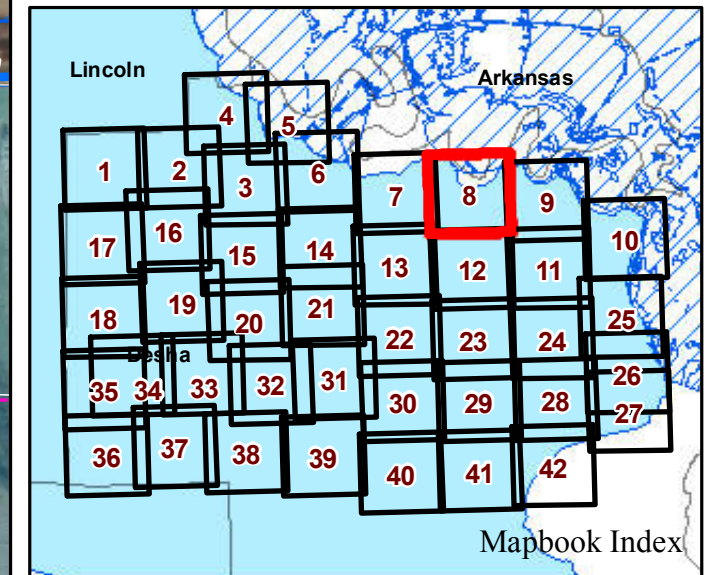 Lincoln
Arkansas
4
5
1 2 3 6 7 8 9
17 16 15 14 13 12 11 10
18 19 20 21 22 23 24 25
Desha
35 34 33 32 31 30 29 28 26
27
36 37 38 39 40 41 42
Mapbook Index